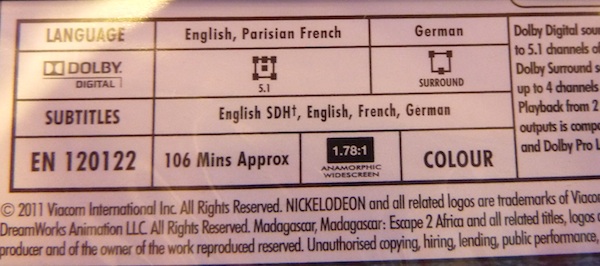 LANGUAGE English, Parisian French German
DOLBY DIGITAL 5.1 SURROUND
SUBTITLES English SDH†, English, French, German
EN 120122 106 Mins Approx 1.78:1 ANAMORPHIC WIDESCREEN COLOUR
Dolby Digital
to 5.1 channels of
Dolby Surround
up to 4 channels
Playback from 2
outputs is
and Dolby Pro
© 2011 Viacom International Inc. All Rights Reserved. NICKELODEON and all related logos are trademarks of
DreamWorks Animation LLC. All Rights Reserved. Madagascar, Madagascar: Escape 2 Africa and all related titles, logos
producer and of the owner of the work reproduced reserved. Unauthorised copying, hiring, lending, public performance,